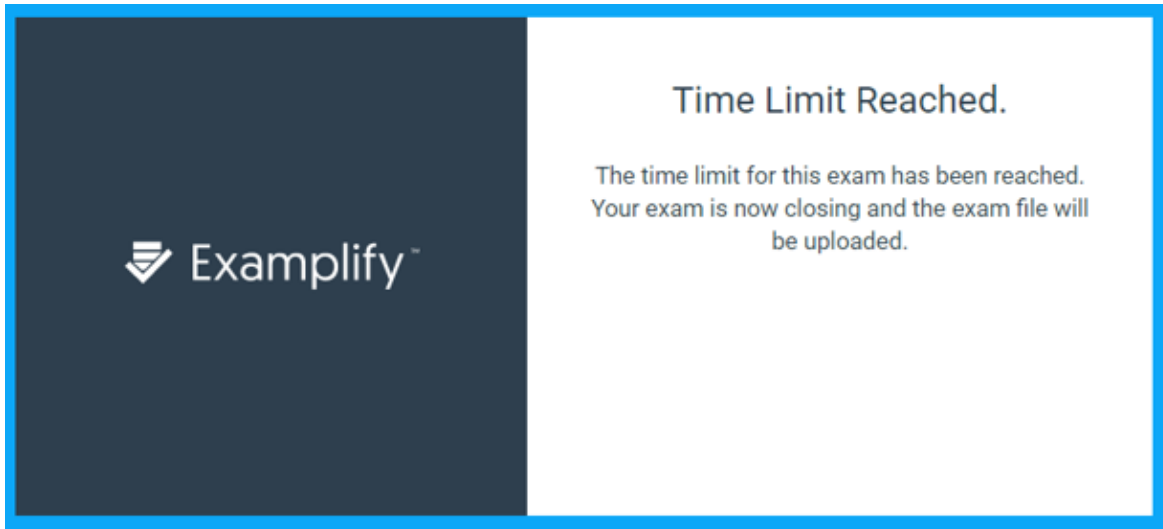 Examplify™
Time Limit Reached.
The time limit for this exam has been reached.
Your exam is now closing and the exam file will
be uploaded.